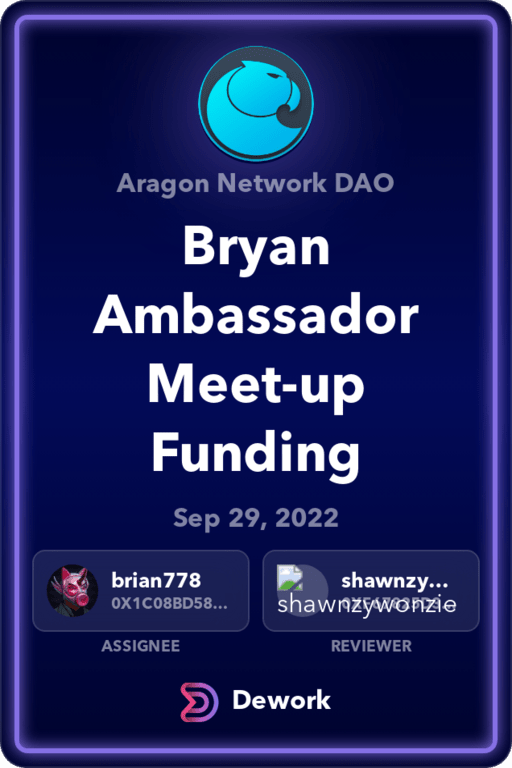 Aragon Network DAO
Bryan
Ambassador
Meet-up
Funding
Sep 29, 2022
brian778
0X1C08BD58...
shawnzy...
shawnzywonzie
ASSIGNEE
REVIEWER
Dework